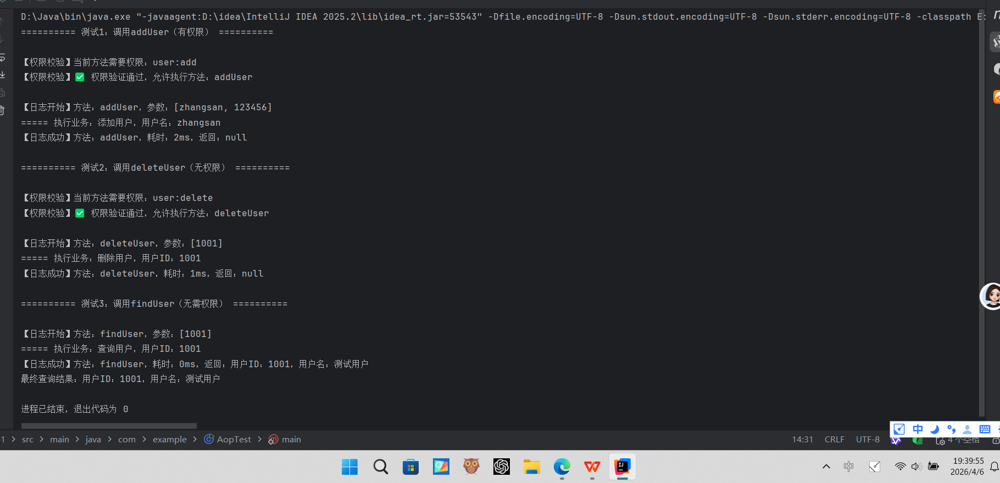 D:\Java\bin\java.exe "-javaagent:D:\idea\IntelliJ IDEA 2025.2\lib\idea_rt.jar=53543" -Dfile.encoding=UTF-8 -Dsun.stdout.encoding=UTF-8 -Dsun.stderr.encoding=UTF-8 -classpath E:
========== 测试1：调用addUser（有权限） ==========
【权限校验】当前方法需要权限：user:add
【权限校验】✅ 权限验证通过，允许执行方法：addUser
【日志开始】方法：addUser，参数：[zhangsan, 123456]
===== 执行业务：添加用户，用户名：zhangsan
【日志成功】方法：addUser，耗时：2ms，返回：null
========== 测试2：调用deleteUser（无权限） ==========
【权限校验】当前方法需要权限：user:delete
【权限校验】✅ 权限验证通过，允许执行方法：deleteUser
【日志开始】方法：deleteUser，参数：[1001]
===== 执行业务：删除用户，用户ID：1001
【日志成功】方法：deleteUser，耗时：1ms，返回：null
========== 测试3：调用findUser（无需权限） ==========
【日志开始】方法：findUser，参数：[1001]
===== 执行业务：查询用户，用户ID：1001
【日志成功】方法：findUser，耗时：0ms，返回：用户ID：1001，用户名：测试用户
最终查询结果：用户ID：1001，用户名：测试用户
进程已结束，退出代码为 0
中
1 > src > main > java > com > example > AopTest > main 14:31 CRLF UTF-8 4 个空格
中 19:39:55
2026/4/6